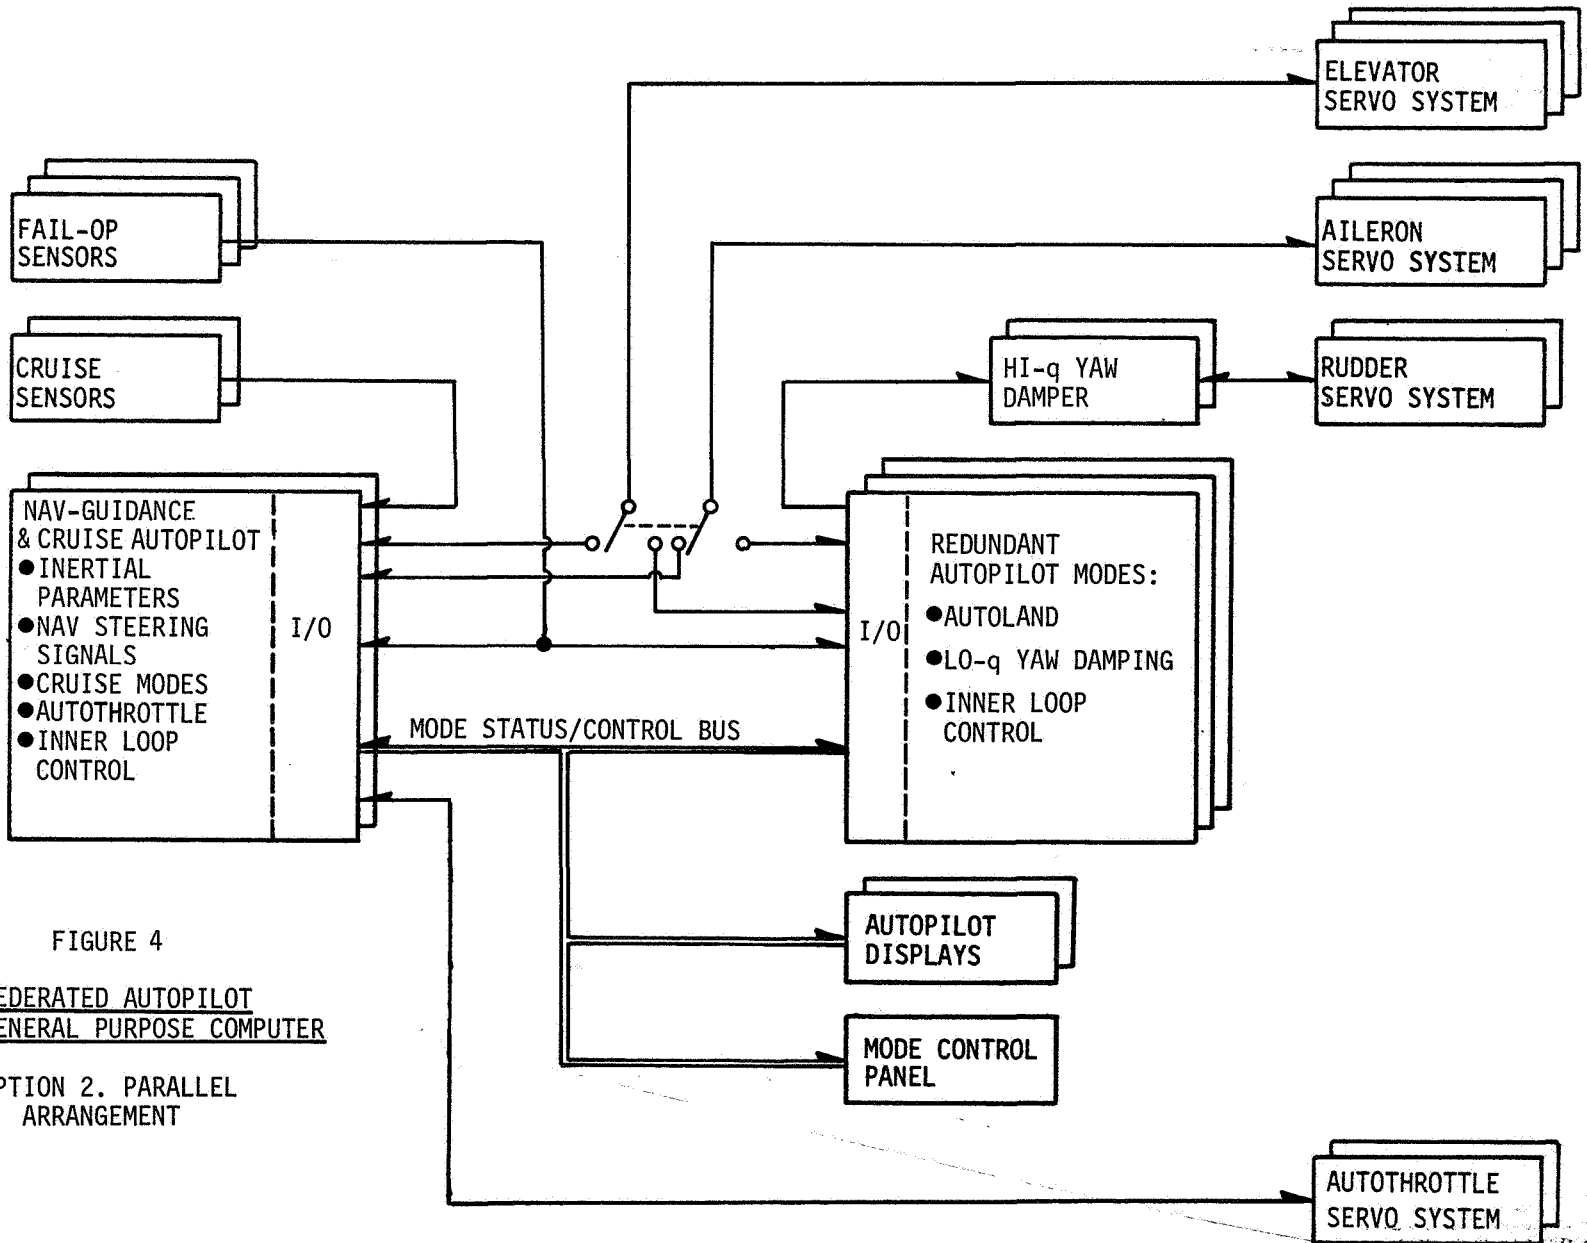 ELEVATOR
SERVO SYSTEM
FAIL-OP
SENSORS
AILERON
SERVO SYSTEM
CRUISE
SENSORS
HI-q YAW
DAMPER
RUDDER
SERVO SYSTEM
NAV-GUIDANCE
& CRUISE AUTOPILOT
●INERTIAL
PARAMETERS
●NAV STEERING
SIGNALS
●CRUISE MODES
●AUTOTHROTTLE
●INNER LOOP
CONTROL
I/O
I/O
REDUNDANT
AUTOPILOT MODES:
●AUTOLAND
●LO-q YAW DAMPING
●INNER LOOP
CONTROL
MODE STATUS/CONTROL BUS
AUTOPILOT
DISPLAYS
MODE CONTROL
PANEL
FIGURE 4
EDERATED AUTOPILOT
ENERAL PURPOSE COMPUTER
PTION 2. PARALLEL
ARRANGEMENT
AUTOTHROTTLE
SERVO SYSTEM